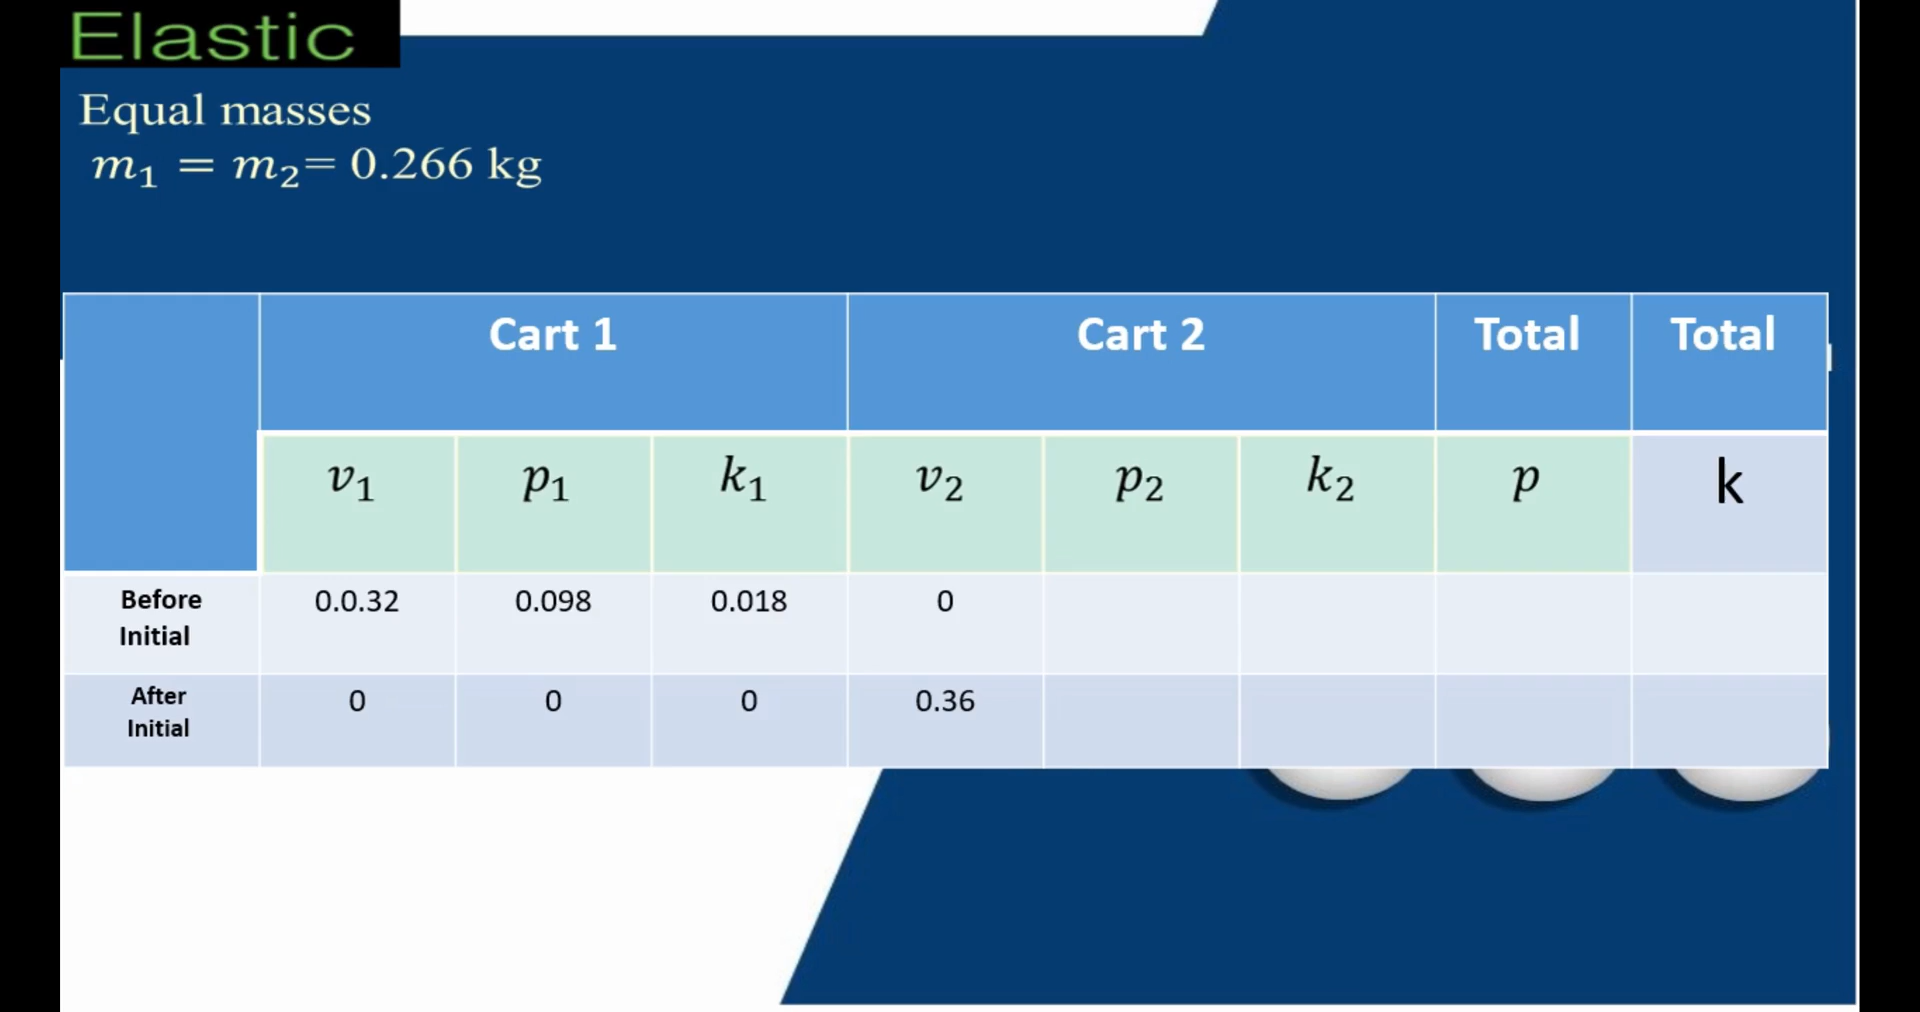 Elastic
Equal masses
m₁ = m₂= 0.266 kg
Cart 1 Cart 2 Total Total
v₁ p₁ k₁ v₂ p₂ k₂ p k
Before 0.0.32 0.098 0.018 0
Initial
After 0 0 0 0.36
Initial